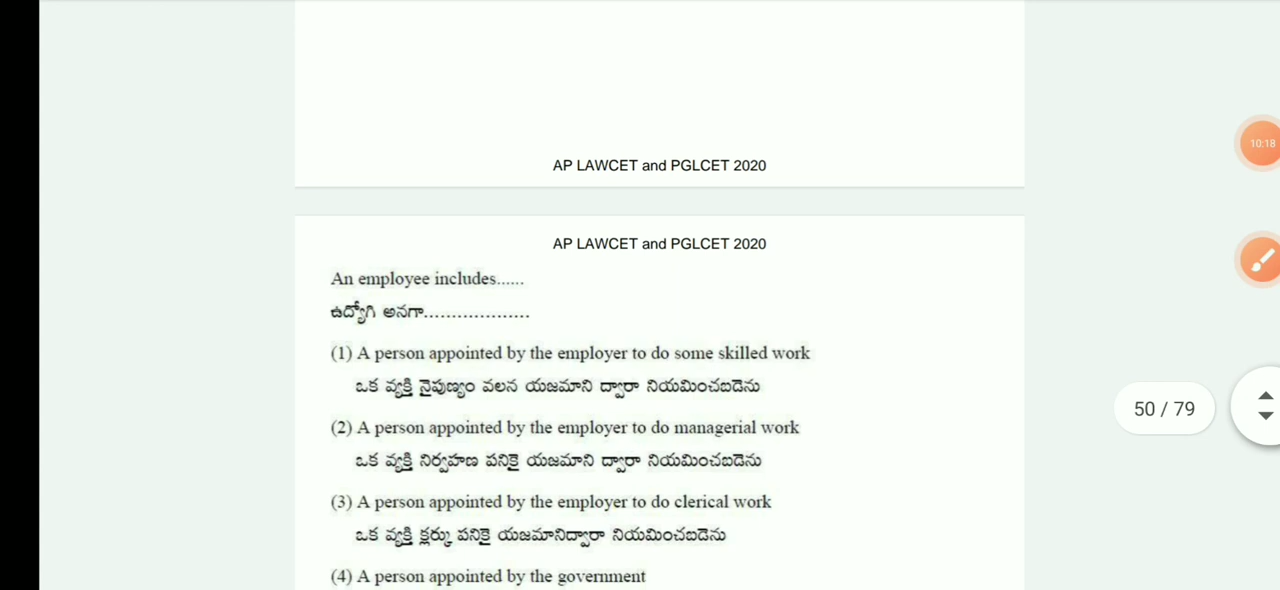 AP LAWCET and PGLCET 2020
10:18
AP LAWCET and PGLCET 2020
An employee includes......
ఉద్యోగి అనగా...................
(1) A person appointed by the employer to do some skilled work
ఒక వ్యక్తి నైపుణ్యం వలన యజమాని ద్వారా నియమించబడెను
50 / 79
(2) A person appointed by the employer to do managerial work
ఒక వ్యక్తి నిర్వహణ పనికై యజమాని ద్వారా నియమించబడెను
(3) A person appointed by the employer to do clerical work
ఒక వ్యక్తి క్లర్కు పనికై యజమానిద్వారా నియమించబడెను
(4) A person appointed by the government